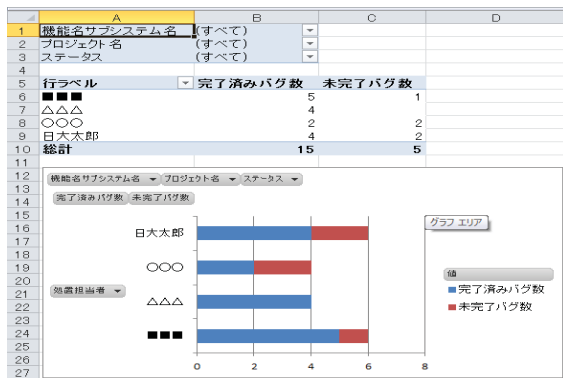 A B C D
1 機能名サブシステム名 (すべて)
2 プロジェクト名 (すべて)
3 ステータス (すべて)
4
5 行ラベル 完了済みバグ数 未完了バグ数
6 ■■■ 5 1
7 △△△ 4
8 ○○○ 2 2
9 日大太郎 4 2
10 総計 15 5
11
12 機能名サブシステム名 プロジェクト名 ステータス
13
14 完了済みバグ数 未完了バグ数
15
16 日大太郎 グラフ エリア
17
18
19 ○○○
20 値
21 処置担当者 完了済みバグ数
22 △△△
23 未完了バグ数
24 ■■■
25
26 0 2 4 6 8
27